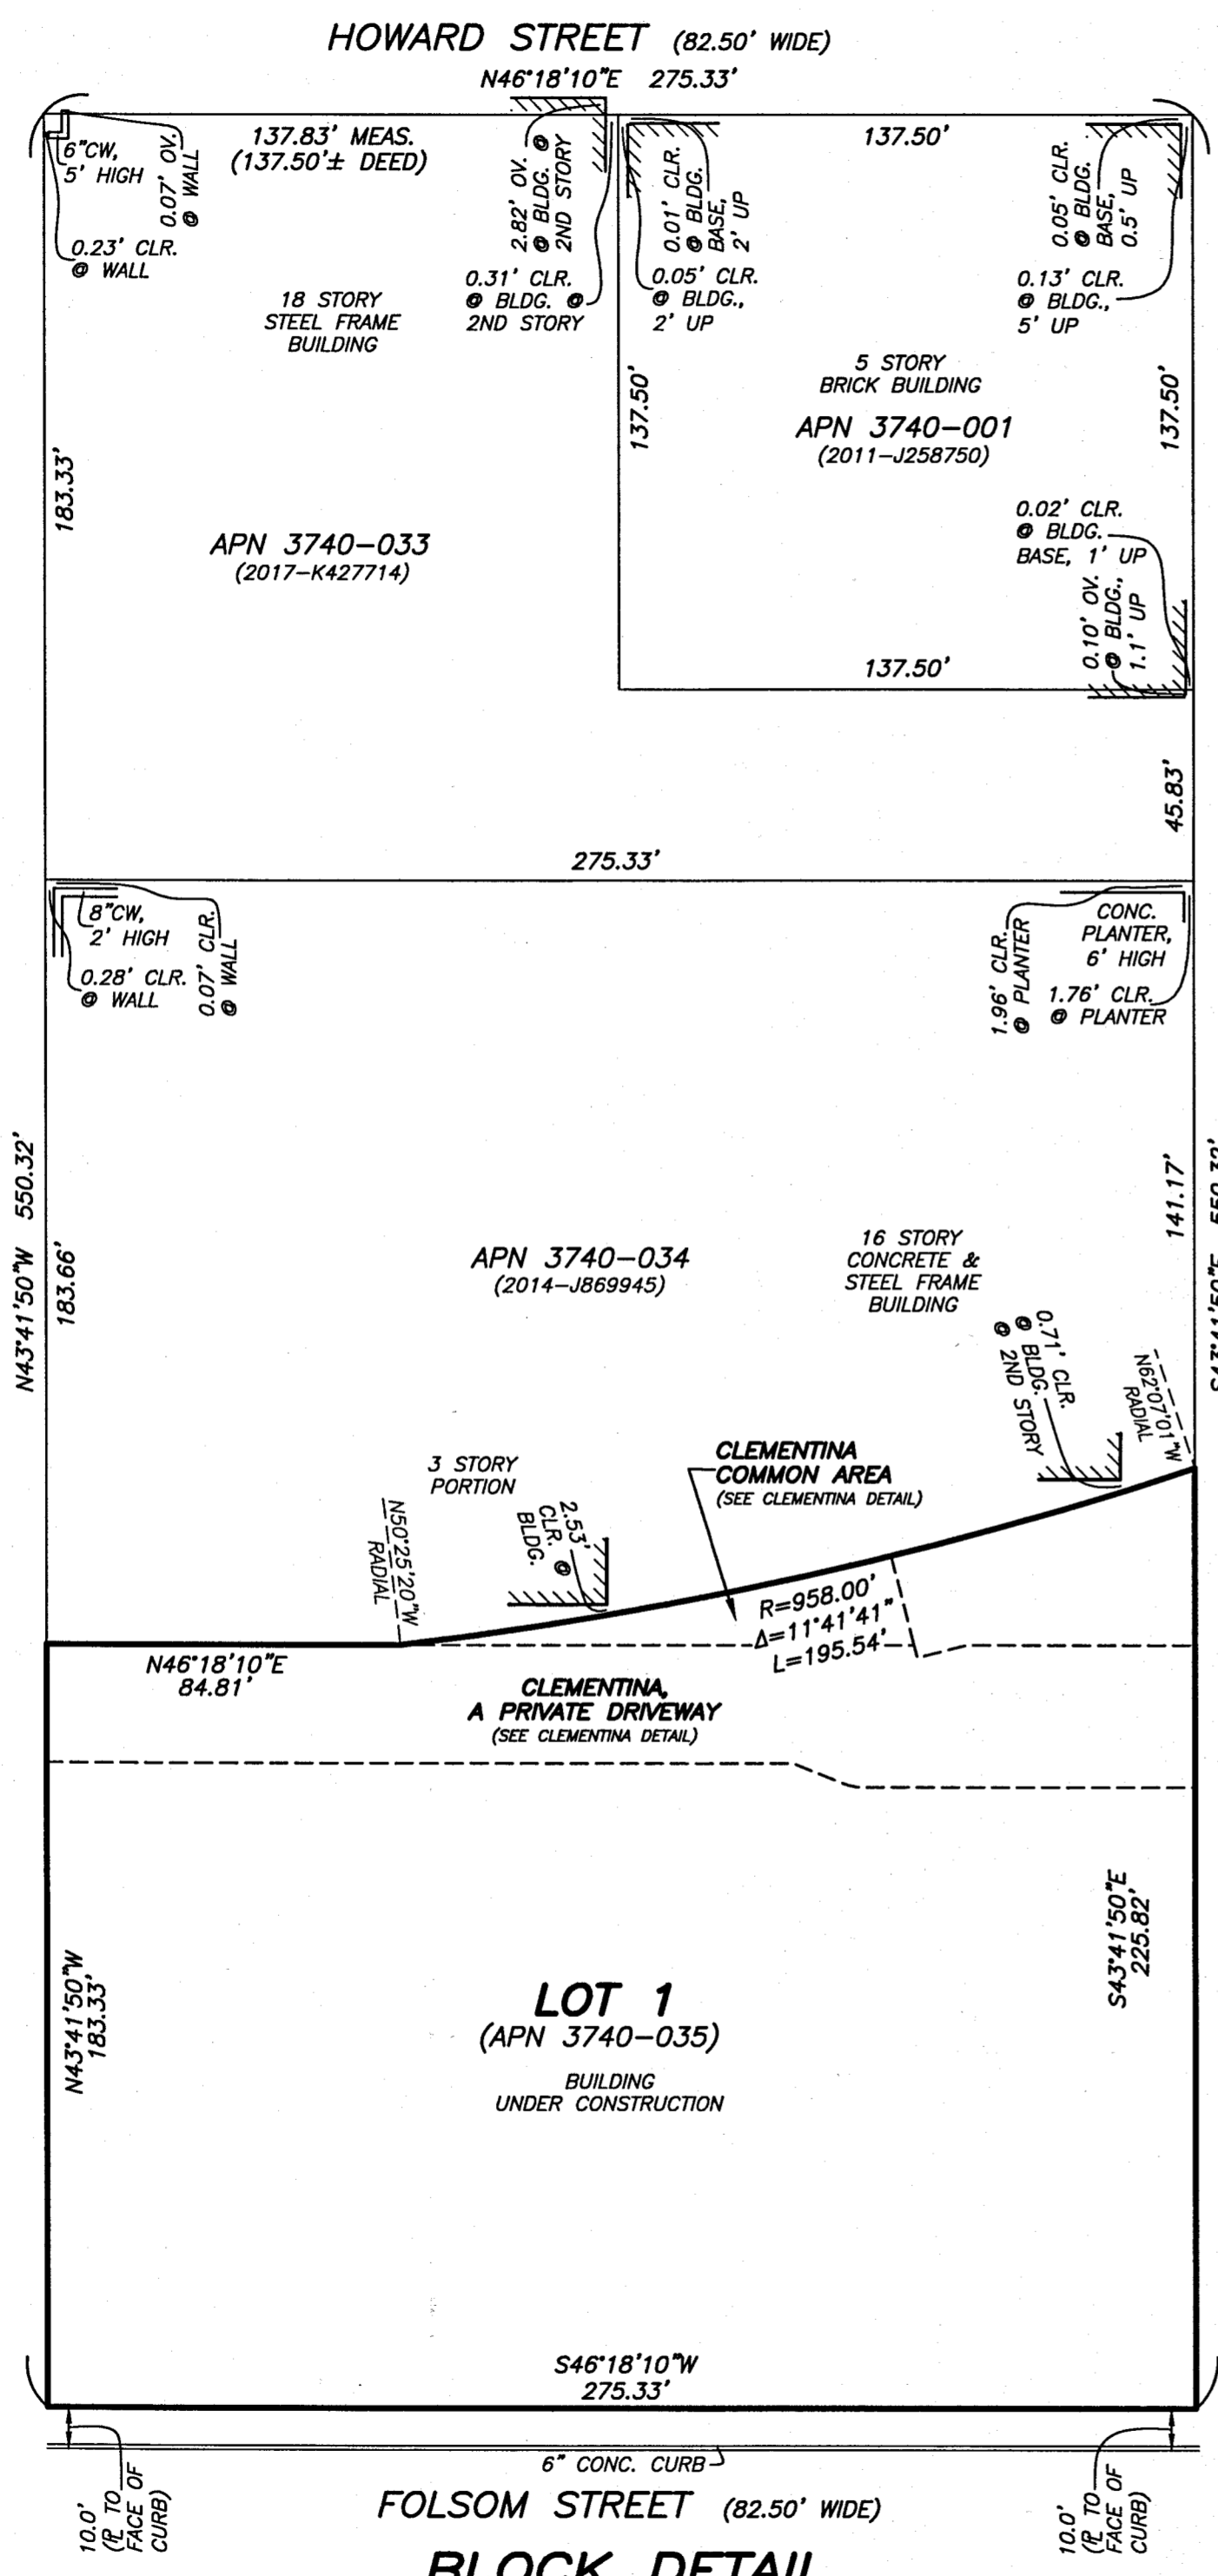 HOWARD STREET (82.50' WIDE)
N46°18'10"E 275.33'
137.83' MEAS.
(137.50'± DEED)
137.50'
6"CW,
5' HIGH
0.07' OV.
@ WALL
0.23' CLR.
@ WALL
2.82' OV.
@ BLDG. @
2ND STORY
0.31' CLR.
@ BLDG. @
2ND STORY
0.01' CLR.
@ BLDG.
BASE,
2' UP
0.05' CLR.
@ BLDG.,
2' UP
0.05' CLR.
@ BLDG.
BASE,
0.5' UP
0.13' CLR.
@ BLDG.,
5' UP
18 STORY
STEEL FRAME
BUILDING
5 STORY
BRICK BUILDING
APN 3740-001
(2011-J258750)
137.50'
137.50'
183.33'
APN 3740-033
(2017-K427714)
0.02' CLR.
@ BLDG.
BASE, 1' UP
0.10' OV.
@ BLDG.,
1.1' UP
137.50'
45.83'
275.33'
8"CW,
2' HIGH
0.07' CLR.
@ WALL
0.28' CLR.
@ WALL
1.96' CLR.
@ PLANTER
CONC.
PLANTER,
6' HIGH
1.76' CLR.
@ PLANTER
N43°41'50"W 550.32'
183.66'
141.17'
S43°41'50"E 550.32'
APN 3740-034
(2014-J869945)
16 STORY
CONCRETE &
STEEL FRAME
BUILDING
0.71' CLR.
@ BLDG.
@ 2ND STORY
N62°07'01"W
RADIAL
3 STORY
PORTION
CLEMENTINA
COMMON AREA
(SEE CLEMENTINA DETAIL)
2.53'
CLR. @
BLDG.
N50°25'20"W
RADIAL
R=958.00'
Δ=11°41'41"
L=195.54'
N46°18'10"E
84.81'
CLEMENTINA,
A PRIVATE DRIVEWAY
(SEE CLEMENTINA DETAIL)
S43°41'50"E
225.82'
N43°41'50"W
183.33'
LOT 1
(APN 3740-035)
BUILDING
UNDER CONSTRUCTION
S46°18'10"W
275.33'
6" CONC. CURB
10.0'
(PL TO
FACE OF
CURB)
10.0'
(PL TO
FACE OF
CURB)
FOLSOM STREET (82.50' WIDE)
BLOCK DETAIL